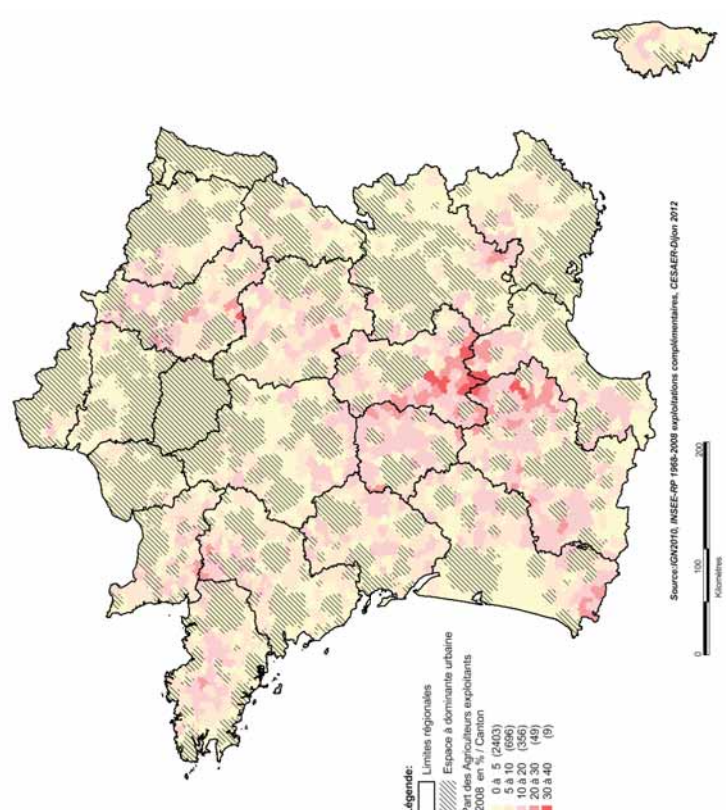 Légende:
Limites régionales
Espace à dominante urbaine
Part des Agriculteurs exploitants
2008 en % / Canton
0 à 5 (2403)
5 à 10 (696)
10 à 20 (356)
20 à 30 (49)
30 à 40 (9)
0 100 200
Kilomètres
Source:IGN2010, INSEE-RP 1968-2008 exploitations complémentaires, CESAER-Dijon 2012